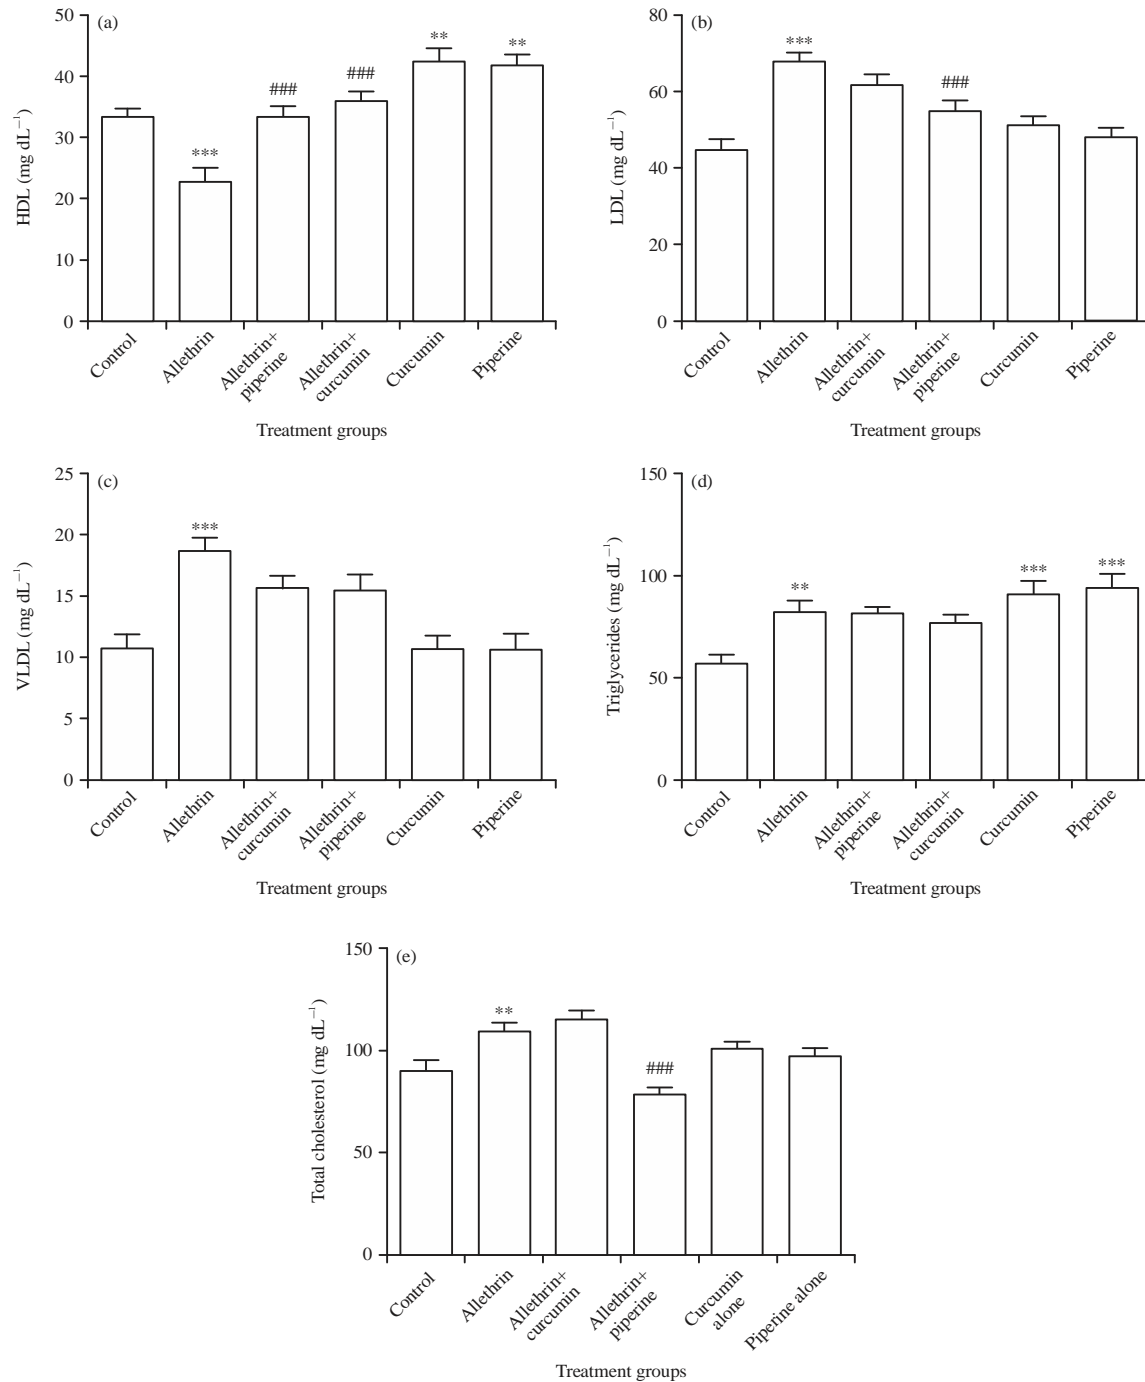 (a)
HDL (mg dL⁻¹)
50
40
30
20
10
0
***
###
###
**
**
Control
Allethrin
Allethrin+
piperine
Allethrin+
curcumin
Curcumin
Piperine
Treatment groups
(b)
LDL (mg dL⁻¹)
80
60
40
20
0
***
###
Control
Allethrin
Allethrin+
curcumin
Allethrin+
piperine
Curcumin
Piperine
Treatment groups
(c)
VLDL (mg dL⁻¹)
25
20
15
10
5
0
***
Control
Allethrin
Allethrin+
curcumin
Allethrin+
piperine
Curcumin
Piperine
Treatment groups
(d)
Triglycerides (mg dL⁻¹)
150
100
50
0
**
***
***
Control
Allethrin
Allethrin+
piperine
Allethrin+
curcumin
Curcumin
Piperine
Treatment groups
(e)
Total cholesterol (mg dL⁻¹)
150
100
50
0
**
###
Control
Allethrin
Allethrin+
curcumin
Allethrin+
piperine
Curcumin
alone
Piperine alone
Treatment groups